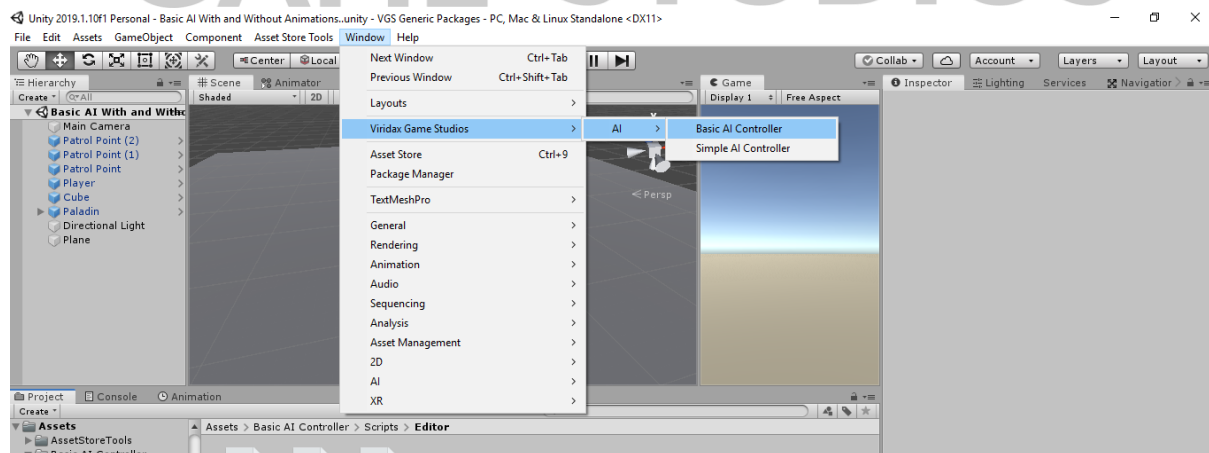 GAME STUDIOS
Unity 2019.1.10f1 Personal - Basic AI With and Without Animations..unity - VGS Generic Packages - PC, Mac & Linux Standalone <DX11>
File Edit Assets GameObject Component Asset Store Tools Window Help
Center Local
Collab Account Layers Layout
Next Window Ctrl+Tab
Previous Window Ctrl+Shift+Tab
Layouts
Viridax Game Studios
Asset Store Ctrl+9
Package Manager
TextMeshPro
General
Rendering
Animation
Audio
Sequencing
Analysis
Asset Management
2D
AI
XR
AI
Basic AI Controller
Simple AI Controller
Hierarchy
Create All
Basic AI With and Witho
Main Camera
Patrol Point (2)
Patrol Point (1)
Patrol Point
Player
Cube
Paladin
Directional Light
Plane
Scene Animator
Shaded 2D
Persp
Game
Display 1 Free Aspect
Inspector Lighting Services Navigation
Project Console Animation
Create
Assets
AssetStoreTools
Basic AI Controller
Assets > Basic AI Controller > Scripts > Editor